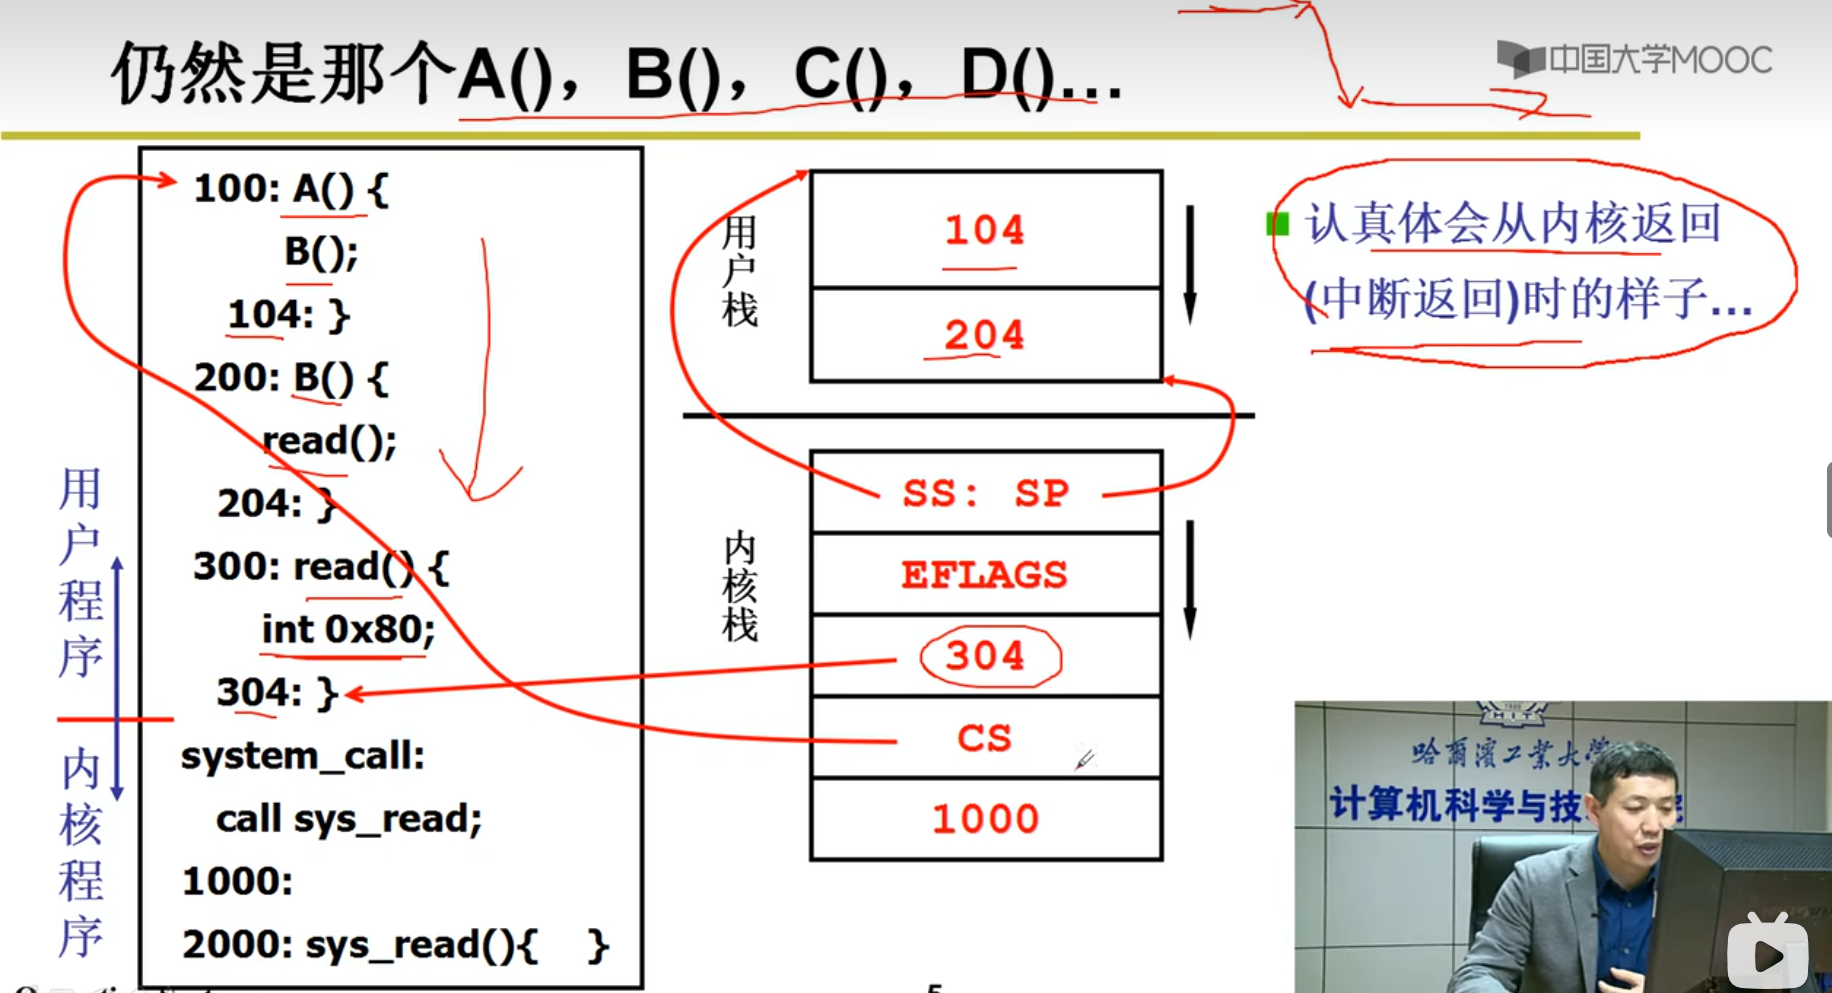 仍然是那个A()，B()，C()，D()…
中国大学MOOC
100: A() {
B();
104: }
200: B() {
read();
204: }
300: read() {
int 0x80;
304: }
system_call:
call sys_read;
1000:
2000: sys_read(){ }
用户程序
内核程序
用户栈
104
204
内核栈
SS: SP
EFLAGS
304
CS
1000
认真体会从内核返回
(中断返回)时的样子…
HIT
哈尔滨工业大学
计算机科学与技
5